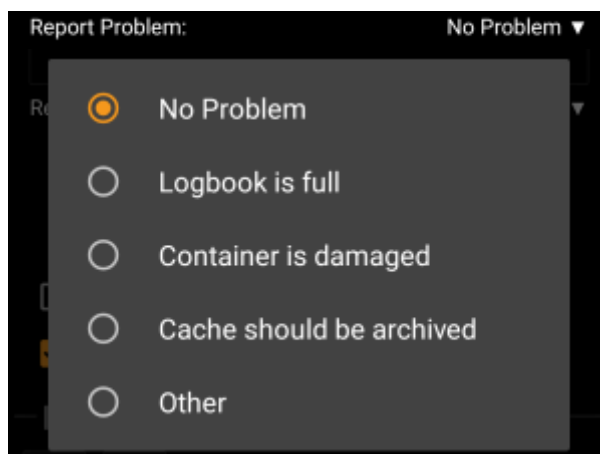 Report Problem:
No Problem ▼
No Problem
Logbook is full
Container is damaged
Cache should be archived
Other